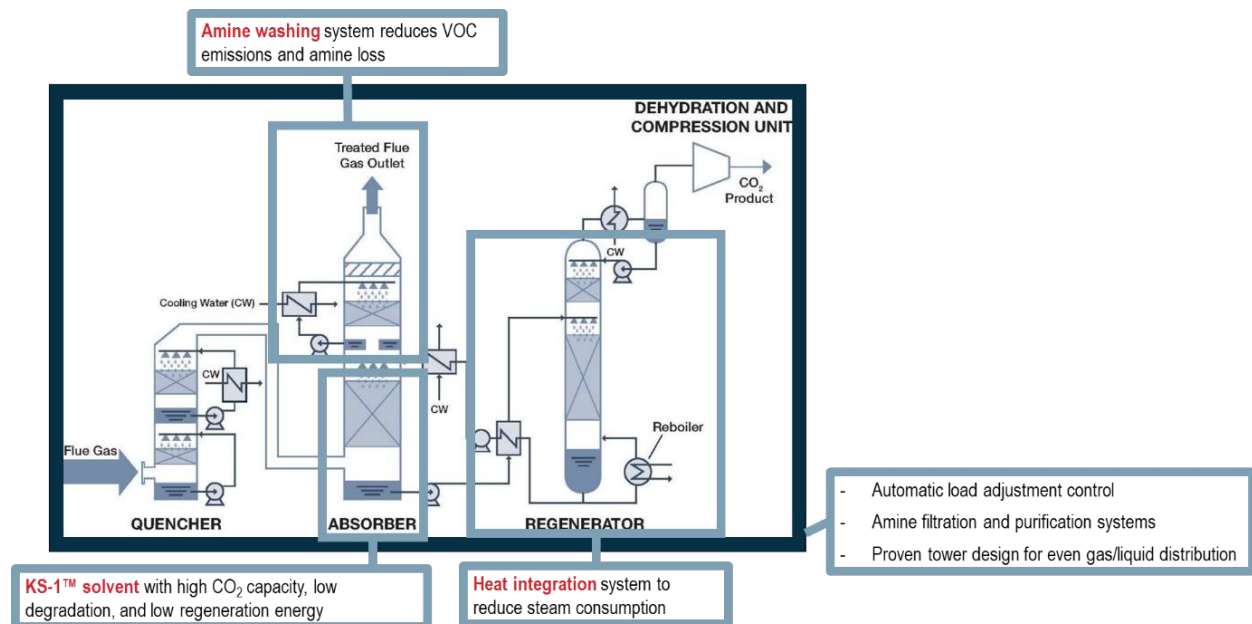 Amine washing system reduces VOC
emissions and amine loss
DEHYDRATION AND
COMPRESSION UNIT
Treated Flue
Gas Outlet
CO₂
Product
CW
Cooling Water (CW)
CW
CW
Reboiler
Flue Gas
QUENCHER
ABSORBER
REGENERATOR
- Automatic load adjustment control
- Amine filtration and purification systems
- Proven tower design for even gas/liquid distribution
KS-1™ solvent with high CO₂ capacity, low
degradation, and low regeneration energy
Heat integration system to
reduce steam consumption